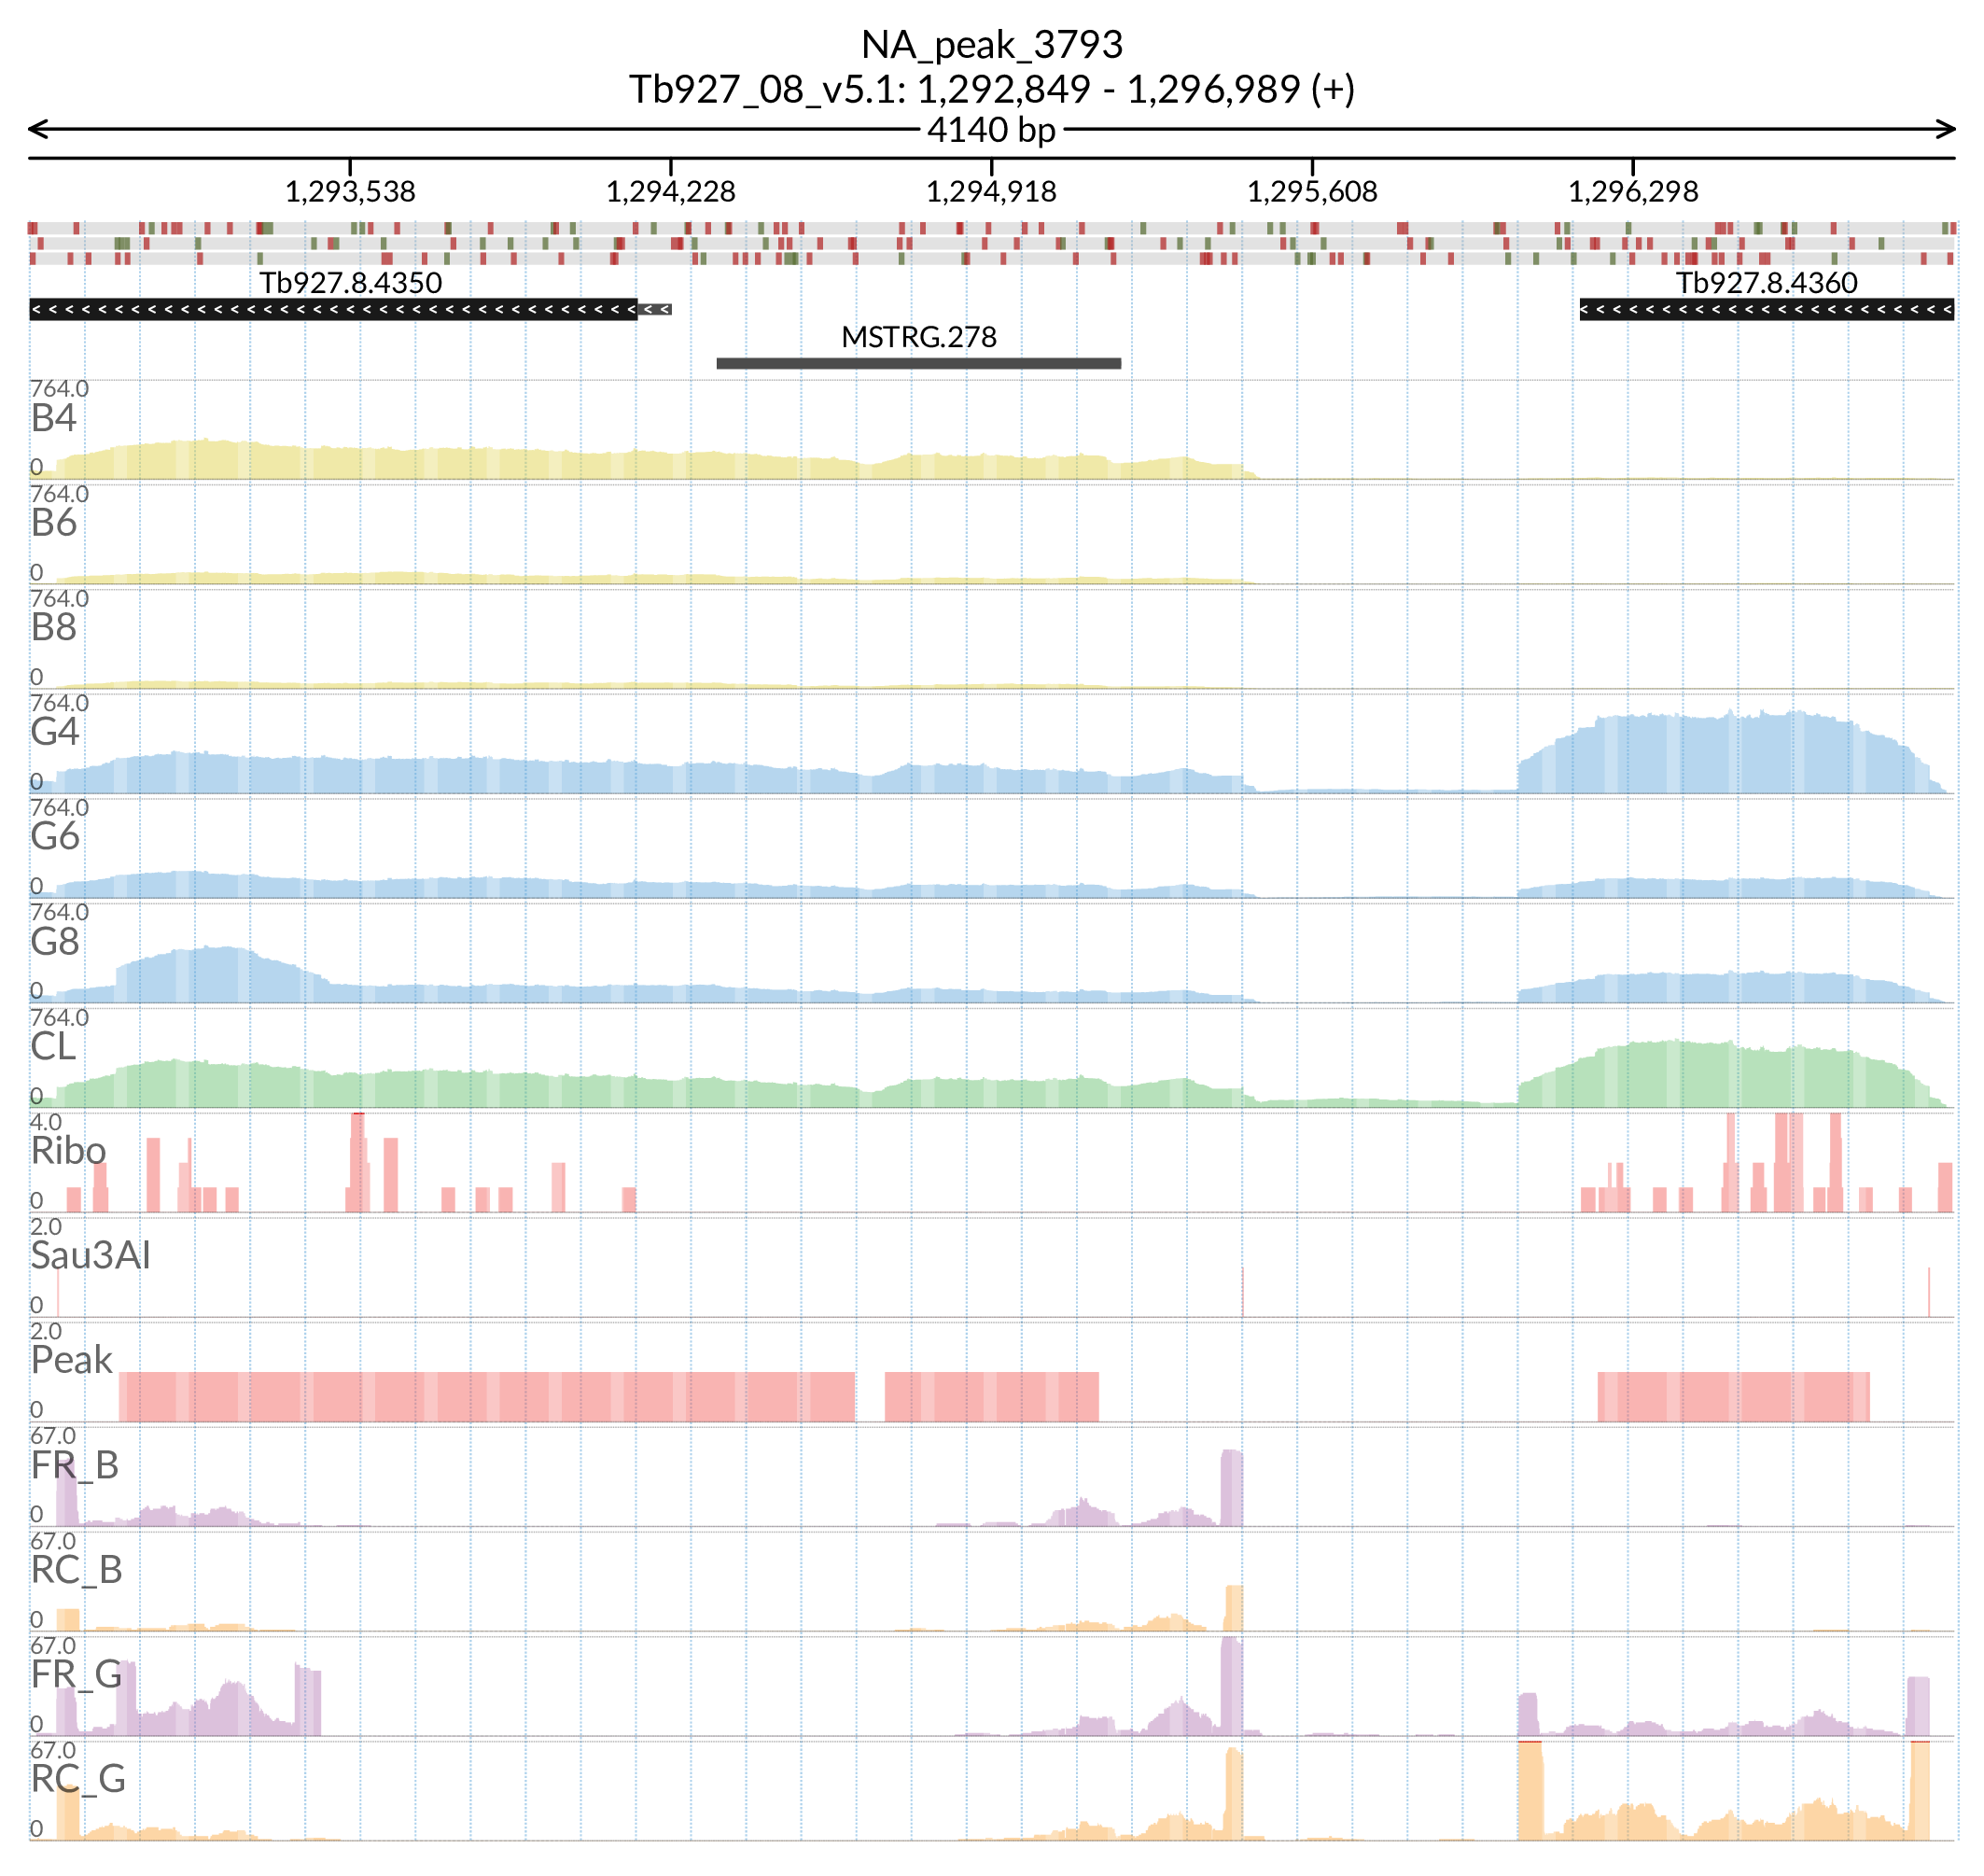 NA_peak_3793
Tb927_08_v5.1: 1,292,849 - 1,296,989 (+)
4140 bp
1,293,538 1,294,228 1,294,918 1,295,608 1,296,298
Tb927.8.4350 Tb927.8.4360
MSTRG.278
764.0
B4
0
764.0
B6
0
764.0
B8
0
764.0
G4
0
764.0
G6
0
764.0
G8
0
764.0
CL
0
4.0
Ribo
0
2.0
Sau3AI
0
2.0
Peak
0
67.0
FR_B
0
67.0
RC_B
0
67.0
FR_G
0
67.0
RC_G
0